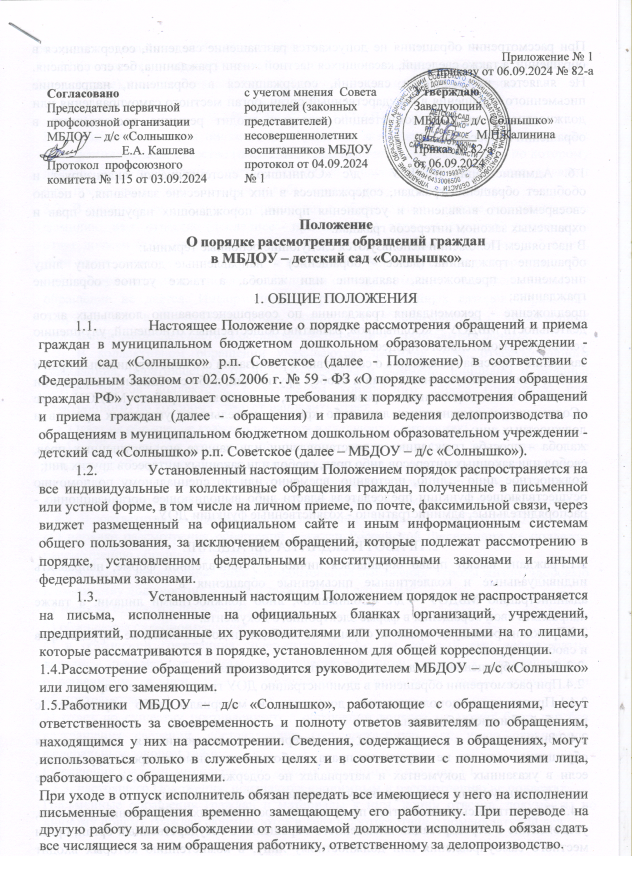 Приложение № 1
к приказу от 06.09.2024 № 82-а
Согласовано
Председатель первичной
профсоюзной организации
МБДОУ – д/с «Солнышко»
Е.А. Кашлева
Протокол профсоюзного
комитета № 115 от 03.09.2024
с учетом мнения Совета
родителей (законных
представителей)
несовершеннолетних
воспитанников МБДОУ
протокол от 04.09.2024
№ 1
Утверждаю
Заведующий
МБДОУ – д/с «Солнышко»
М.Н.Калинина
Приказ № 82-а
от 06.09.2024
Положение
О порядке рассмотрения обращений граждан
в МБДОУ – детский сад «Солнышко»
1. ОБЩИЕ ПОЛОЖЕНИЯ
1.1. Настоящее Положение о порядке рассмотрения обращений и приема
граждан в муниципальном бюджетном дошкольном образовательном учреждении -
детский сад «Солнышко» р.п. Советское (далее - Положение) в соответствии с
Федеральным Законом от 02.05.2006 г. № 59 - ФЗ «О порядке рассмотрения обращения
граждан РФ» устанавливает основные требования к порядку рассмотрения обращений
и приема граждан (далее - обращения) и правила ведения делопроизводства по
обращениям в муниципальном бюджетном дошкольном образовательном учреждении -
детский сад «Солнышко» р.п. Советское (далее – МБДОУ – д/с «Солнышко»).
1.2. Установленный настоящим Положением порядок распространяется на
все индивидуальные и коллективные обращения граждан, полученные в письменной
или устной форме, в том числе на личном приеме, по почте, факсимильной связи, через
виджет размещенный на официальном сайте и иным информационным системам
общего пользования, за исключением обращений, которые подлежат рассмотрению в
порядке, установленном федеральными конституционными законами и иными
федеральными законами.
1.3. Установленный настоящим Положением порядок не распространяется
на письма, исполненные на официальных бланках организаций, учреждений,
предприятий, подписанные их руководителями или уполномоченными на то лицами,
которые рассматриваются в порядке, установленном для общей корреспонденции.
1.4.Рассмотрение обращений производится руководителем МБДОУ – д/с «Солнышко»
или лицом его заменяющим.
1.5.Работники МБДОУ – д/с «Солнышко», работающие с обращениями, несут
ответственность за своевременность и полноту ответов заявителям по обращениям,
находящимся у них на рассмотрении. Сведения, содержащиеся в обращениях, могут
использоваться только в служебных целях и в соответствии с полномочиями лица,
работающего с обращениями.
При уходе в отпуск исполнитель обязан передать все имеющиеся у него на исполнении
письменные обращения временно замещающему его работнику. При переводе на
другую работу или освобождении от занимаемой должности исполнитель обязан сдать
все числящиеся за ним обращения работнику, ответственному за делопроизводство.